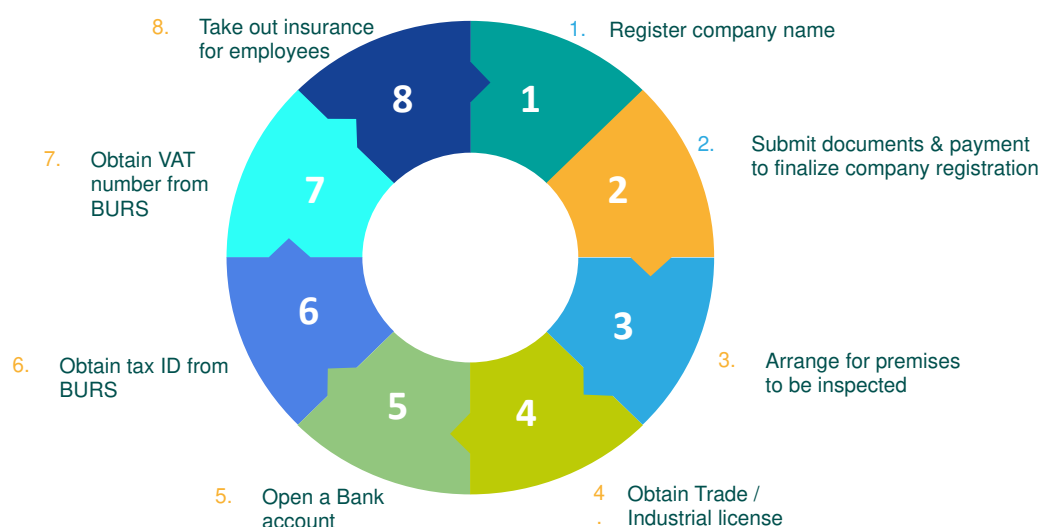 1. Register company name
2. Submit documents & payment
to finalize company registration
3. Arrange for premises
to be inspected
4
. Obtain Trade /
Industrial license
5. Open a Bank
account
6. Obtain tax ID from
BURS
7. Obtain VAT
number from
BURS
8. Take out insurance
for employees
1
2
3
4
5
6
7
8